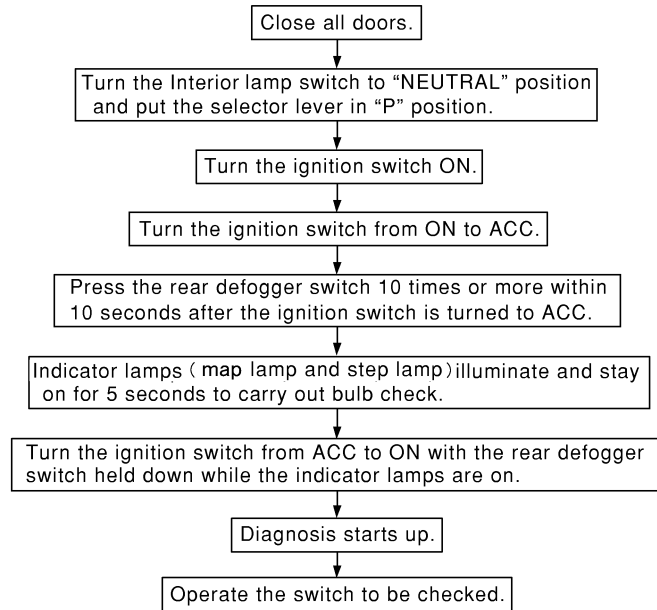 Close all doors.
Turn the Interior lamp switch to “NEUTRAL” position
and put the selector lever in “P” position.
Turn the ignition switch ON.
Turn the ignition switch from ON to ACC.
Press the rear defogger switch 10 times or more within
10 seconds after the ignition switch is turned to ACC.
Indicator lamps (map lamp and step lamp) illuminate and stay
on for 5 seconds to carry out bulb check.
Turn the ignition switch from ACC to ON with the rear defogger
switch held down while the indicator lamps are on.
Diagnosis starts up.
Operate the switch to be checked.